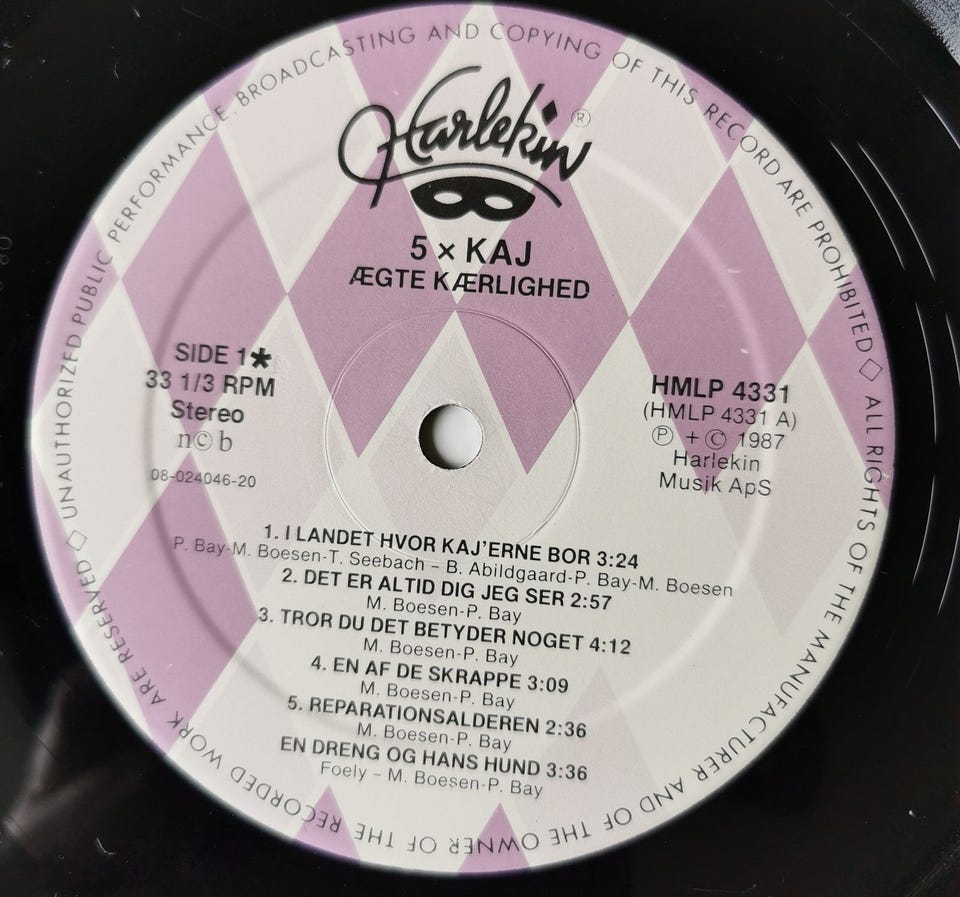 UNAUTHORIZED PUBLIC PERFORMANCE, BROADCASTING AND COPYING OF THIS RECORD ARE PROHIBITED ◇ ALL RIGHTS OF THE MANUFACTURER AND OF THE OWNER OF THE RECORDED WORK ARE RESERVED ◇
Harlekin ®
5 × KAJ
ÆGTE KÆRLIGHED
SIDE 1*
33 1/3 RPM
Stereo
n©b
08-024046-20
HMLP 4331
(HMLP 4331 A)
℗ + © 1987
Harlekin
Musik ApS
1. I LANDET HVOR KAJ'ERNE BOR 3:24
P. Bay-M. Boesen-T. Seebach – B. Abildgaard-P. Bay-M. Boesen
2. DET ER ALTID DIG JEG SER 2:57
M. Boesen-P. Bay
3. TROR DU DET BETYDER NOGET 4:12
M. Boesen-P. Bay
4. EN AF DE SKRAPPE 3:09
M. Boesen-P. Bay
5. REPARATIONSALDEREN 2:36
M. Boesen-P. Bay
EN DRENG OG HANS HUND 3:36
Foely – M. Boesen-P. Bay